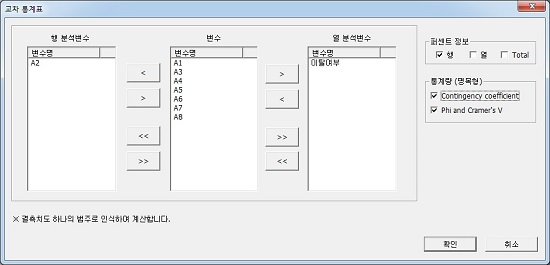 교차 통계표
행 분석변수
변수
열 분석변수
변수명
변수명
변수명
A2
A1
A3
A4
A5
A6
A7
A8
이탈여부
<
>
<<
>>
>
<
>>
<<
퍼센트 정보
행
열
Total
통계량 (명목형)
Contingency coefficient
Phi and Cramer's V
※ 결측치도 하나의 범주로 인식하여 계산합니다.
확인
취소